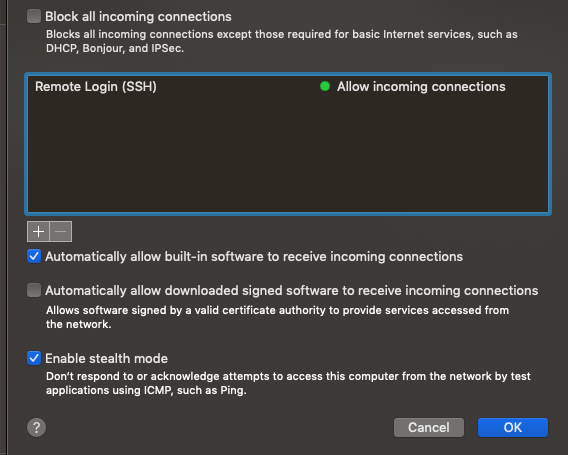 Block all incoming connections
Blocks all incoming connections except those required for basic Internet services, such as
DHCP, Bonjour, and IPSec.
Remote Login (SSH) Allow incoming connections
+ −
Automatically allow built-in software to receive incoming connections
Automatically allow downloaded signed software to receive incoming connections
Allows software signed by a valid certificate authority to provide services accessed from
the network.
Enable stealth mode
Don’t respond to or acknowledge attempts to access this computer from the network by test
applications using ICMP, such as Ping.
? Cancel OK